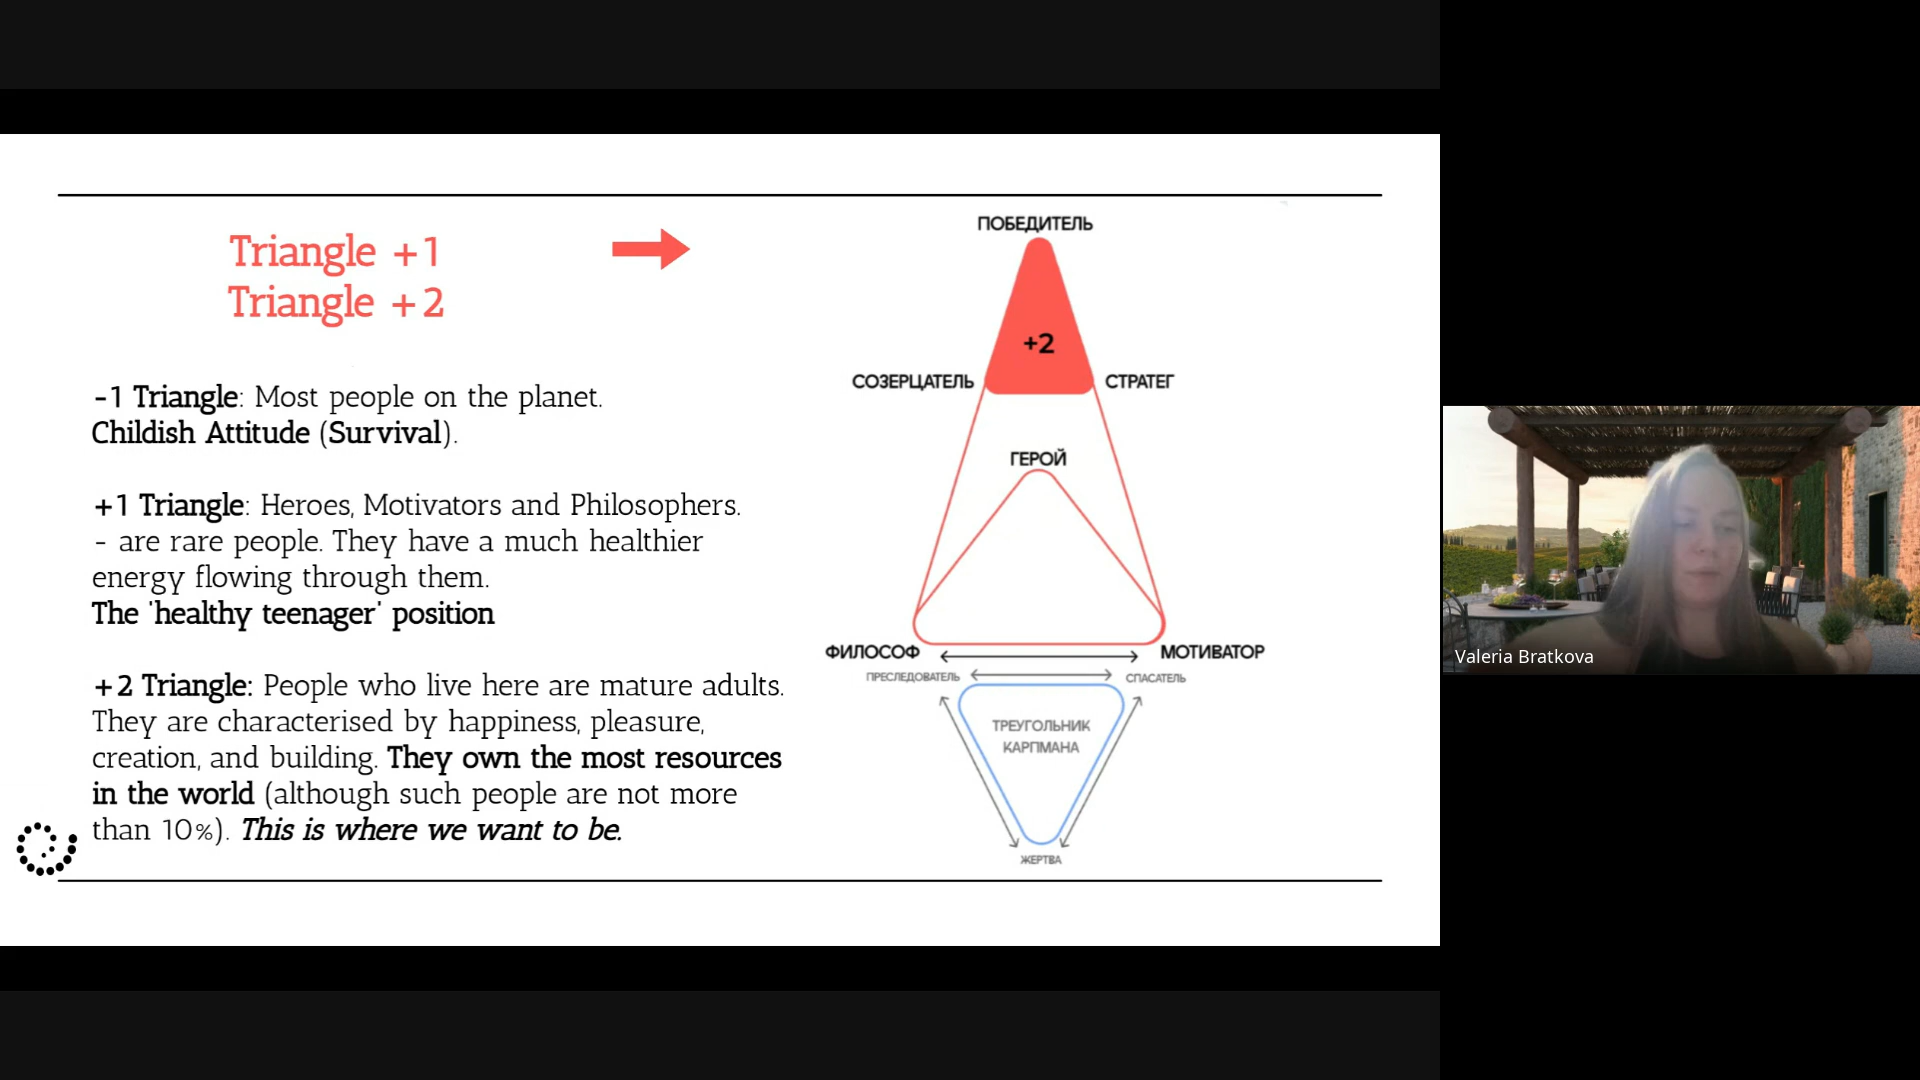 Triangle +1
Triangle +2
-1 Triangle: Most people on the planet.
Childish Attitude (Survival).
+1 Triangle: Heroes, Motivators and Philosophers.
- are rare people. They have a much healthier
energy flowing through them.
The 'healthy teenager' position
+2 Triangle: People who live here are mature adults.
They are characterised by happiness, pleasure,
creation, and building. They own the most resources
in the world (although such people are not more
than 10%). This is where we want to be.
ПОБЕДИТЕЛЬ
+2
СОЗЕРЦАТЕЛЬ
СТРАТЕГ
ГЕРОЙ
ФИЛОСОФ
МОТИВАТОР
ПРЕСЛЕДОВАТЕЛЬ
СПАСАТЕЛЬ
ТРЕУГОЛЬНИК
КАРПМАНА
ЖЕРТВА
Valeria Bratkova